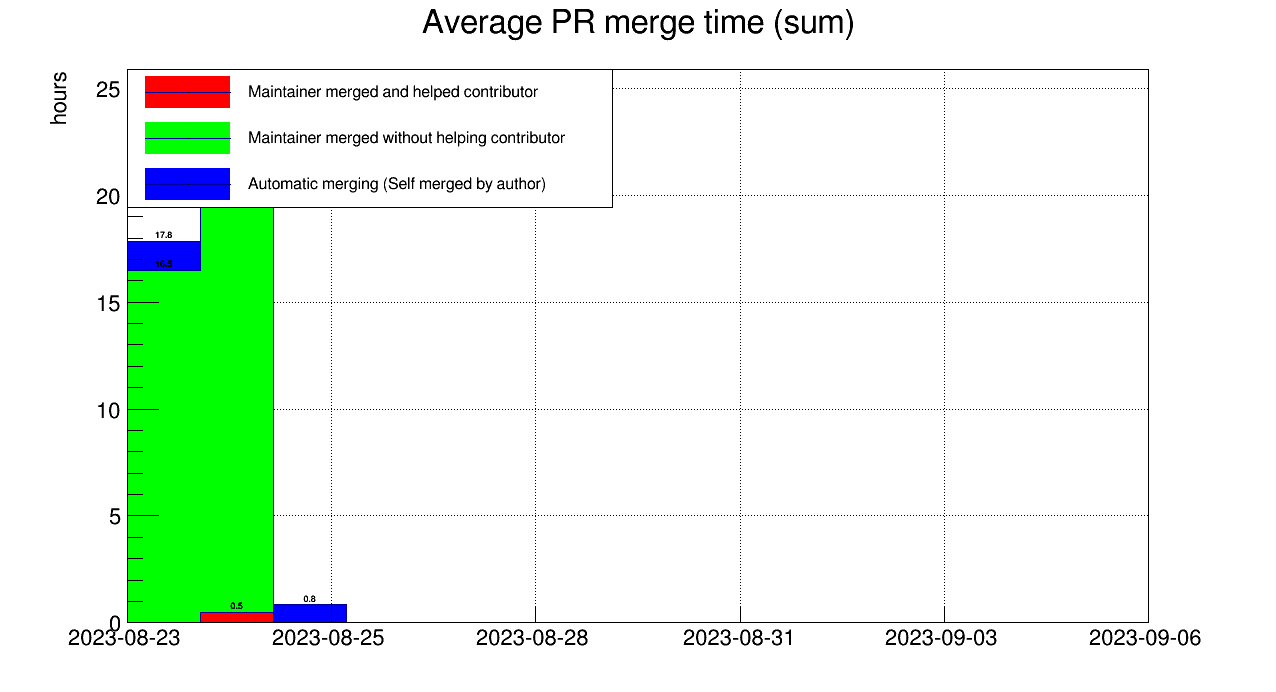 Average PR merge time (sum)
hours
25
Maintainer merged and helped contributor
Maintainer merged without helping contributor
Automatic merging (Self merged by author)
20
17.8
16.5
15
10
5
0.5
0.8
0
2023-08-23 2023-08-25 2023-08-28 2023-08-31 2023-09-03 2023-09-06